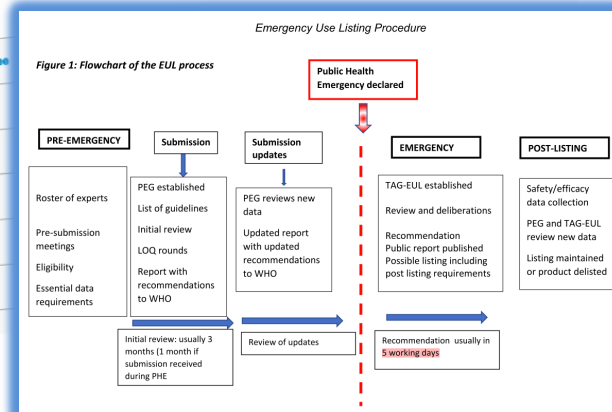 Emergency Use Listing Procedure
Figure 1: Flowchart of the EUL process
Public Health
Emergency declared
PRE-EMERGENCY
Submission
Submission
updates
EMERGENCY
POST-LISTING
Roster of experts
Pre-submission
meetings
Eligibility
Essential data
requirements
PEG established
List of guidelines
Initial review
LOQ rounds
Report with
recommendations
to WHO
PEG reviews new
data
Updated report
with updated
recommendations
to WHO
TAG-EUL established
Review and deliberations
Recommendation
Public report published
Possible listing including
post listing requirements
Safety/efficacy
data collection
PEG and TAG-EUL
review new data
Listing maintained
or product delisted
Initial review: usually 3
months (1 month if
submission received
during PHE
Review of updates
Recommendation usually in
5 working days